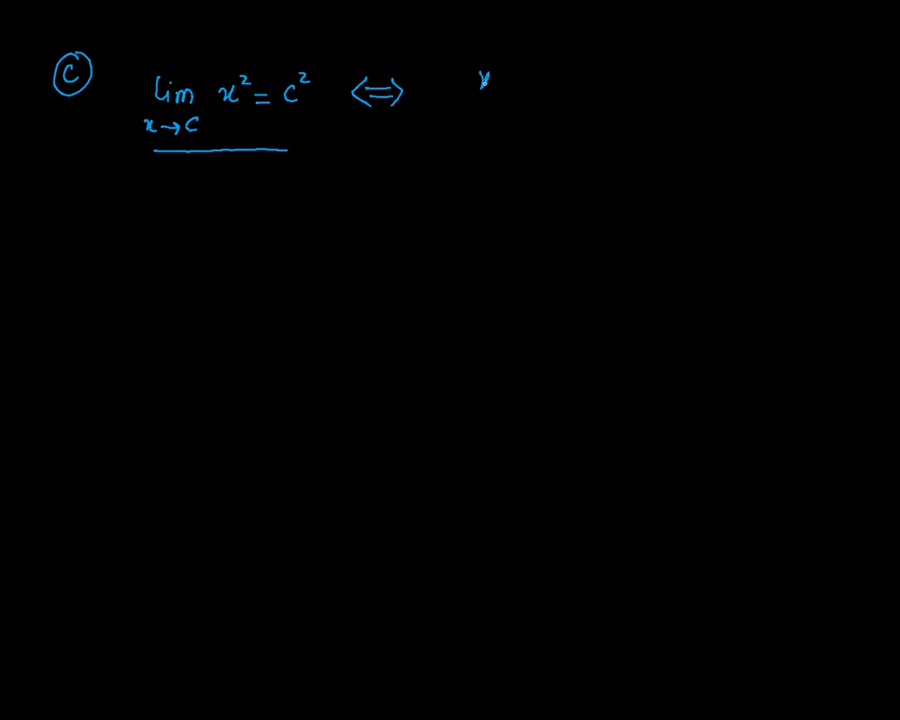 Ⓒ lim x² = c² ⟺
x→c